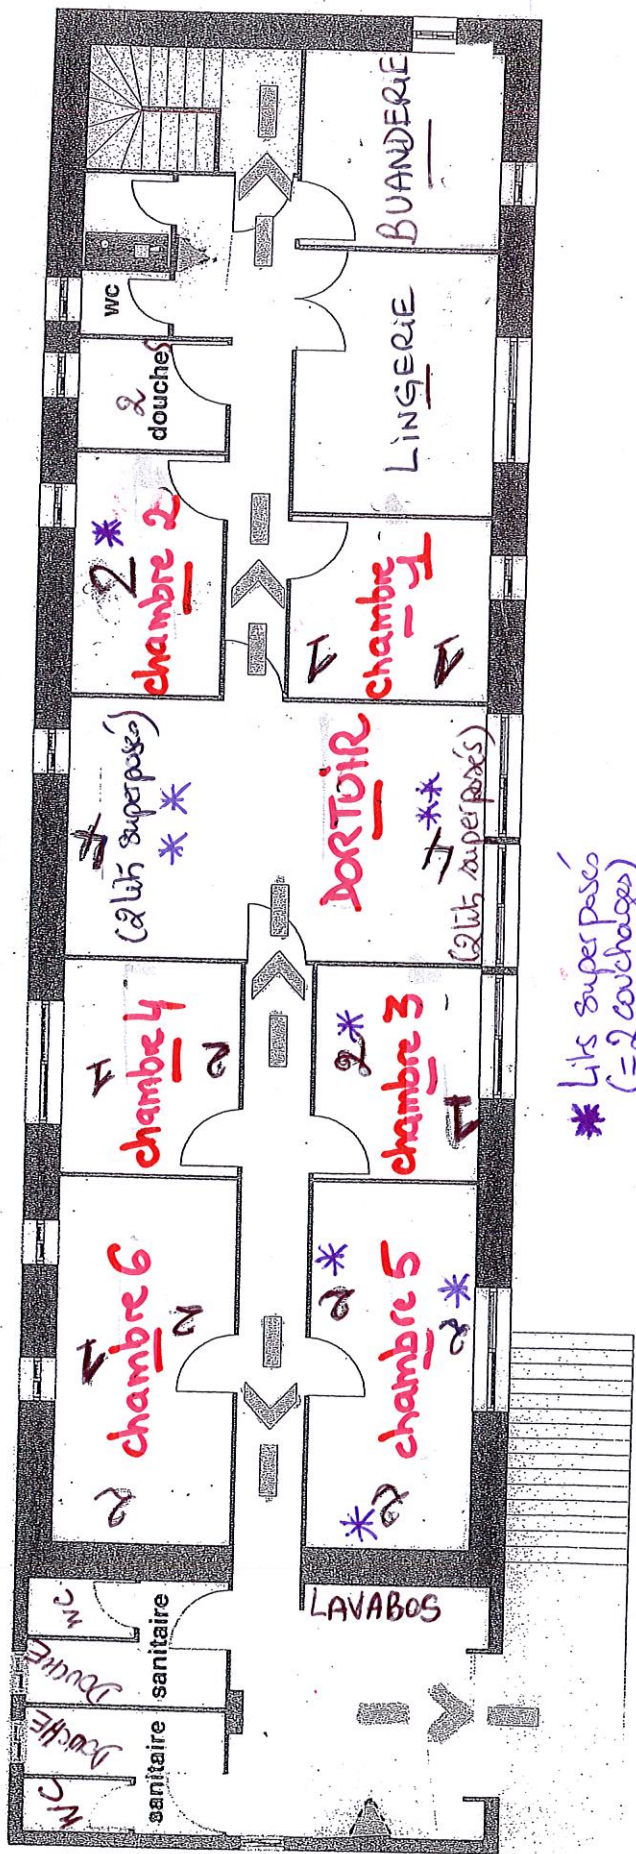 WC
DOUCHE
DOUCHE
WC
sanitaire
sanitaire
LAVABOS
2
1
chambre 6
2
1
chambre 4
2
4
(2 lits superposés)
* *
2 *
chambre 2
2
douches
wc
* 2
2 *
chambre 5
2 *
2 *
chambre 3
1
DORTOIR
4 **
(2 lits superposés)
1
chambre 1
1
LINGERIE
BUANDERIE
* Lits superposés
(= 2 couchages)